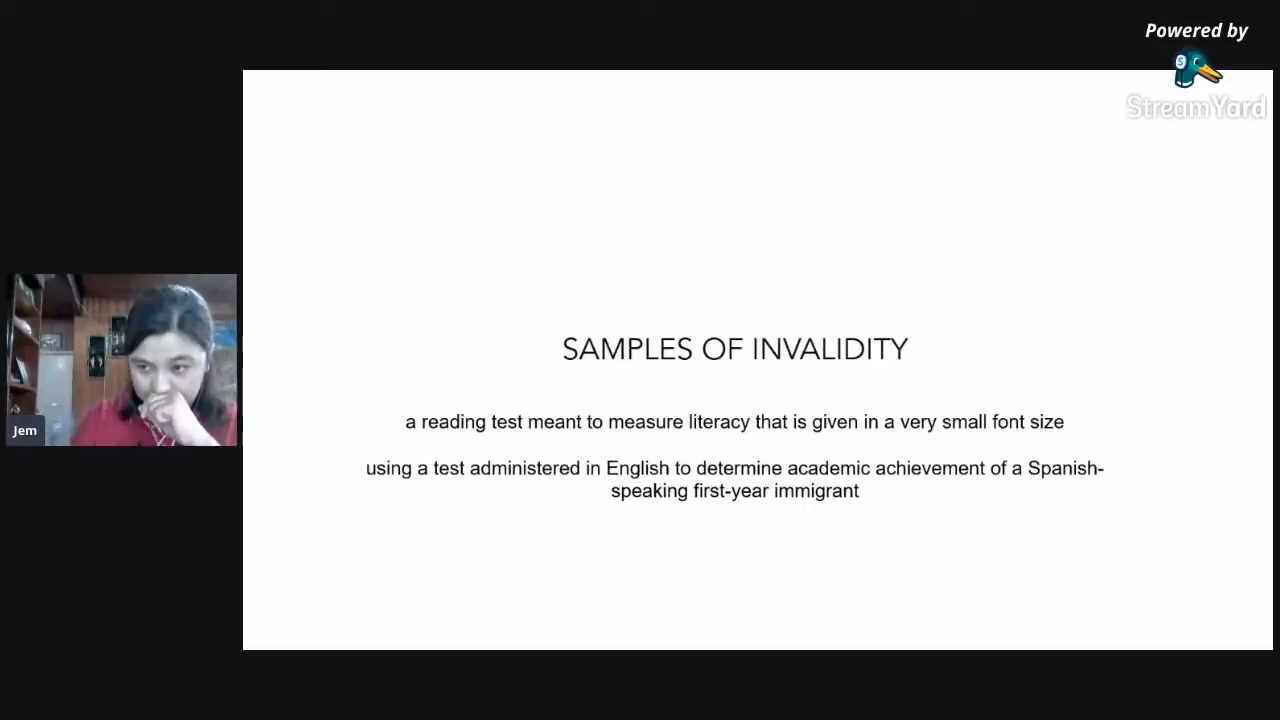 Powered by
S
StreamYard
SAMPLES OF INVALIDITY
a reading test meant to measure literacy that is given in a very small font size
using a test administered in English to determine academic achievement of a Spanish-
speaking first-year immigrant
Jem